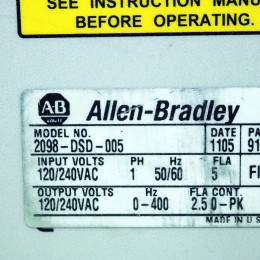 SEE INSTRUCTION MANU
BEFORE OPERATING.
AB Allen-Bradley
MODEL NO. DATE PA
2098-DSD-005 1105 91
INPUT VOLTS PH Hz FLA
120/240VAC 1 50/60 5 F
OUTPUT VOLTS Hz FLA CONT.
120/240VAC 0-400 2.5 0-PK
MADE IN U S